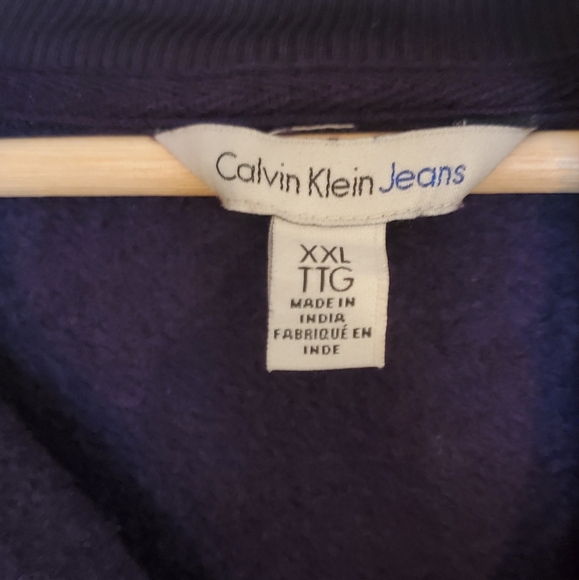 Calvin Klein Jeans
XXL
TTG
MADE IN
INDIA
FABRIQUÉ EN
INDE